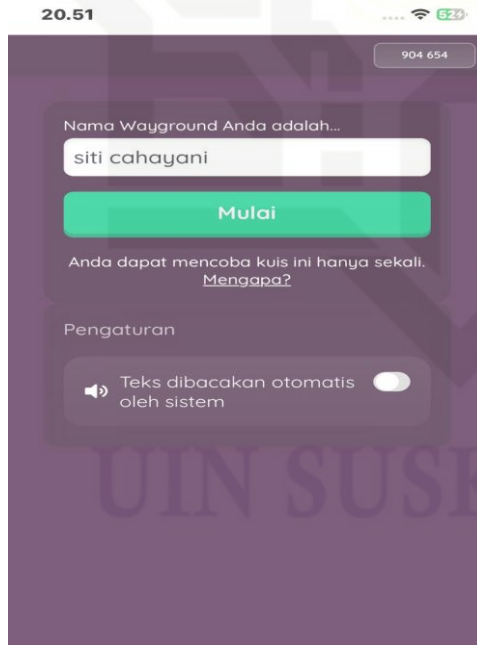 20.51
52
904 654
Nama Wayground Anda adalah...
siti cahayani
Mulai
Anda dapat mencoba kuis ini hanya sekali.
Mengapa?
Pengaturan
Teks dibacakan otomatis
oleh sistem
UIN SUS